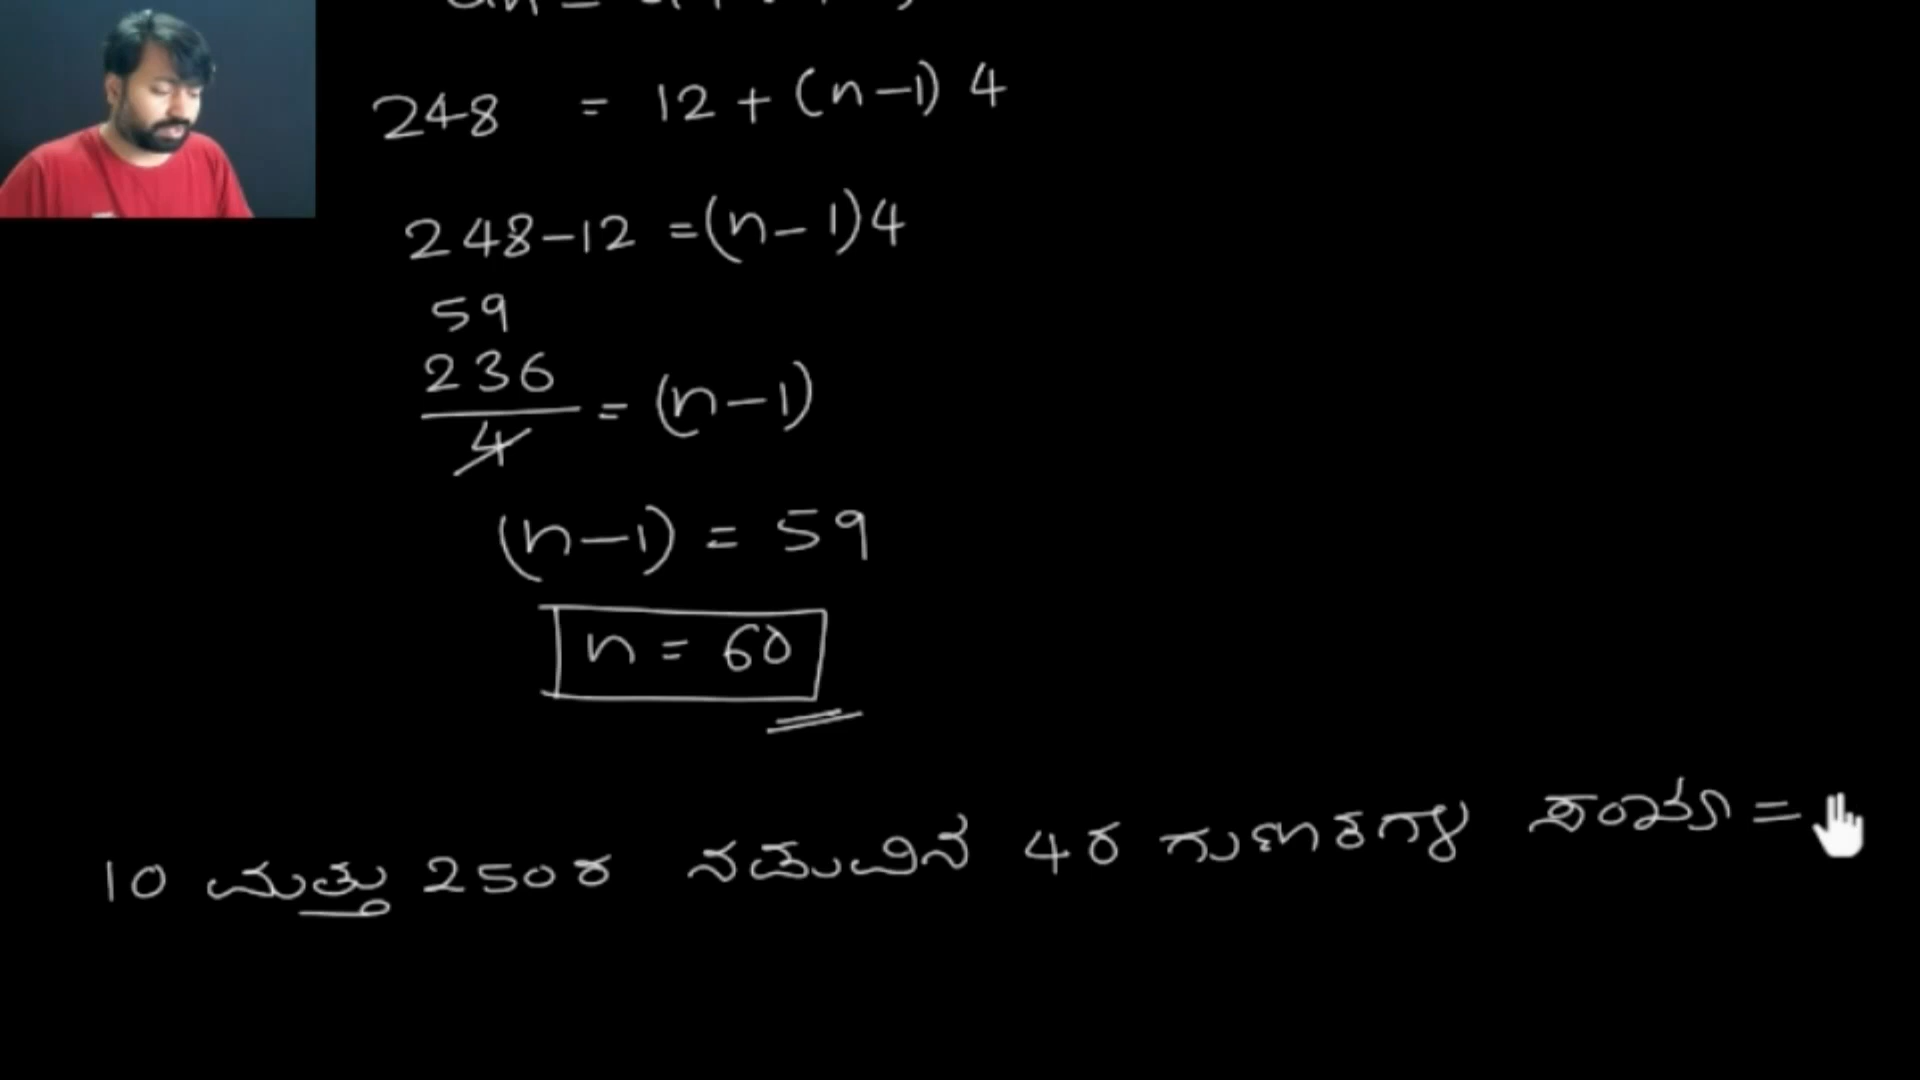 248 = 12 + (n-1) 4
248-12 = (n-1)4
59
236
4 = (n-1)
(n-1) = 59
n = 60
10 ಮತ್ತು 250ರ ನಡುವಿನ 4ರ ಗುಣಕಗಳ ಸಂಖ್ಯೆ =